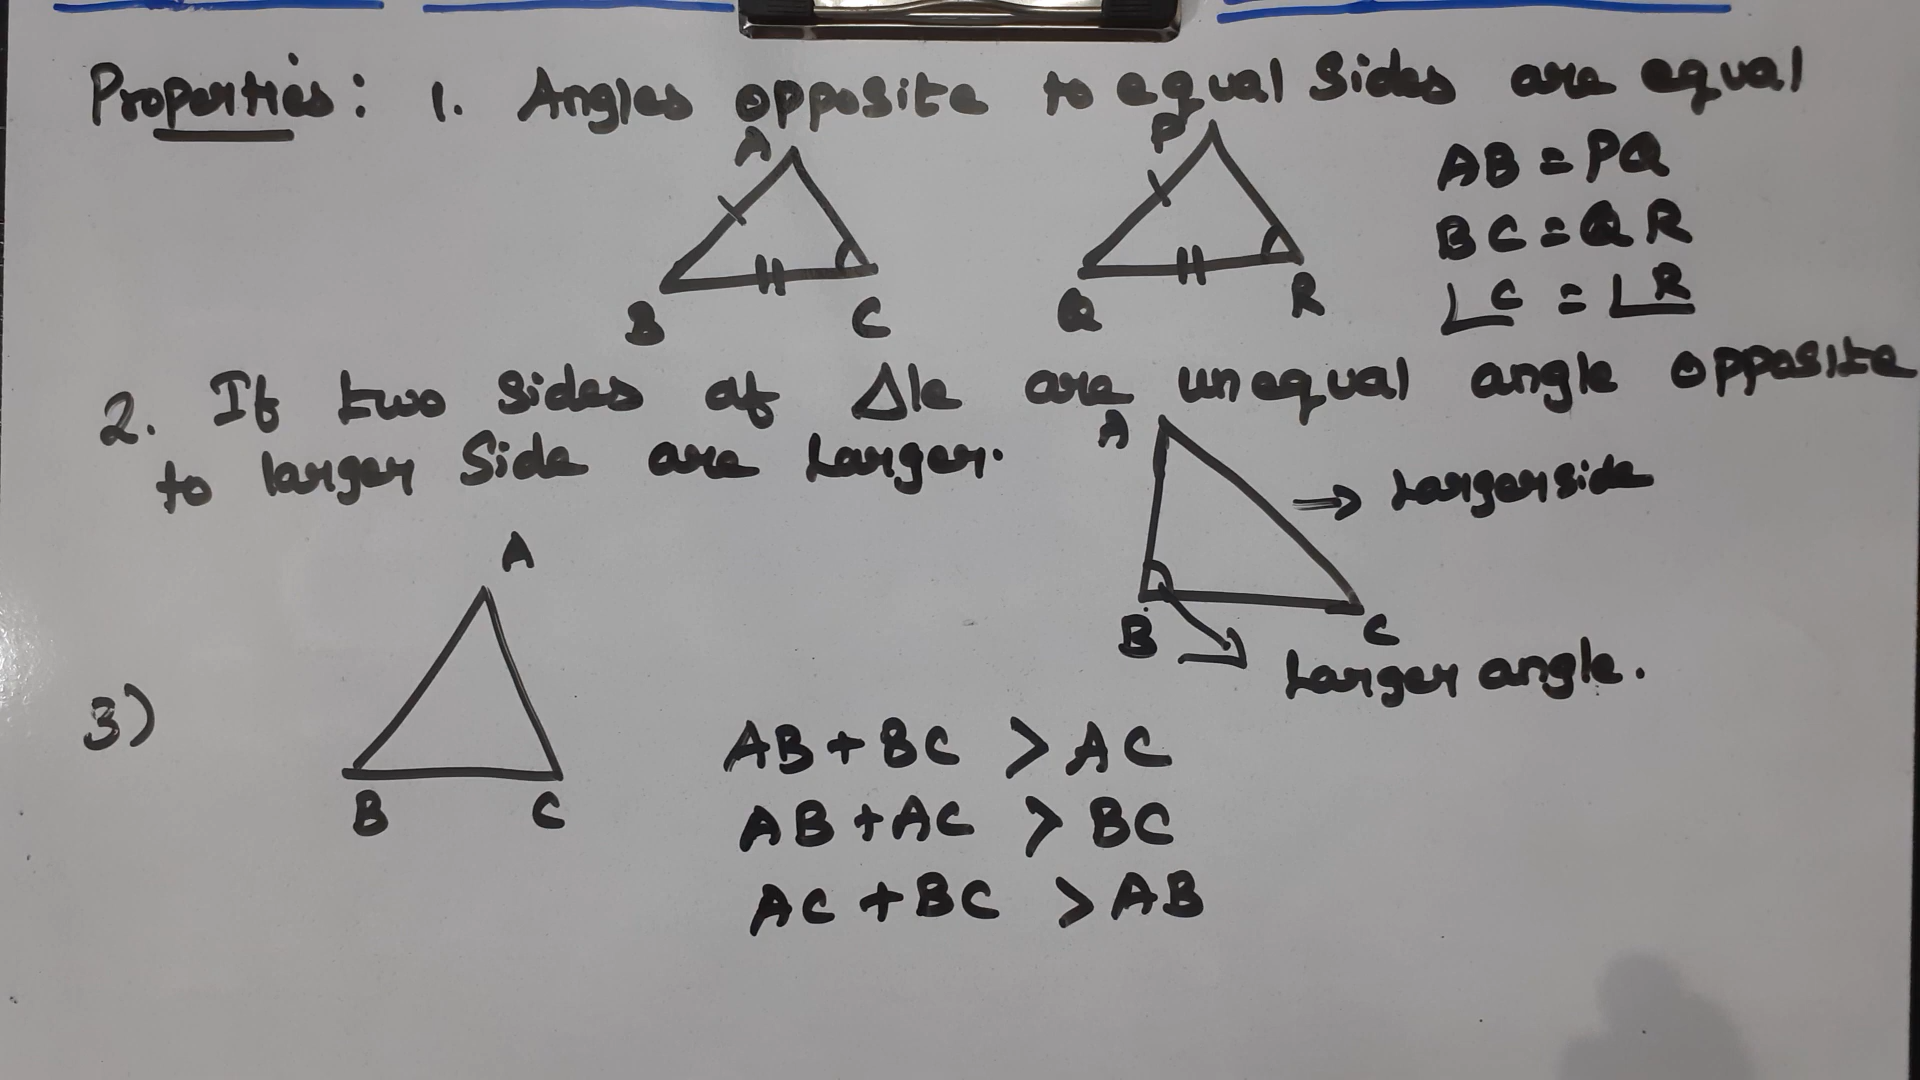 Properties: 1. Angles opposite to equal Sides are equal
A
P
B
C
Q
R
AB = PQ
BC = QR
∠C = ∠R
2. If two sides of Δle are unequal angle opposite
to larger Side are Larger.
A
B
C
⇒ Larger side
Larger angle.
3)
A
B
C
AB + BC > AC
AB + AC > BC
AC + BC > AB